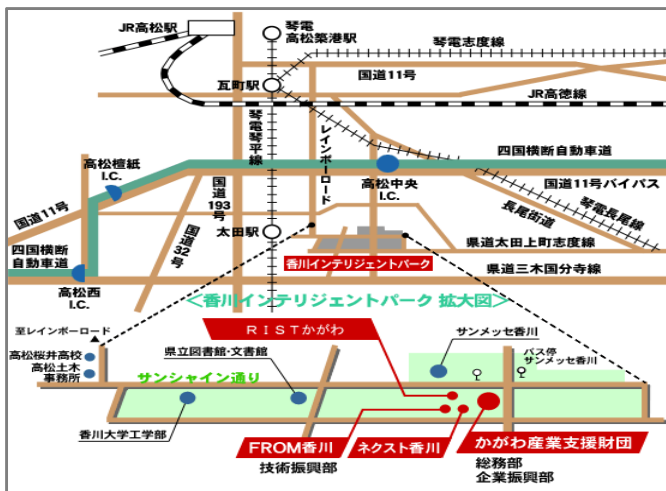 JR高松駅
琴電
高松築港駅
琴電志度線
国道11号
瓦町駅
JR高徳線
琴電琴平線
レインボーロード
四国横断自動車道
高松檀紙
I.C.
高松中央
I.C.
国道11号バイパス
国道11号
国道
193
号
国道32号
太田駅
長尾街道
琴電長尾線
四国横断
自動車道
県道太田上町志度線
香川インテリジェントパーク
県道三木国分寺線
高松西
I.C.
<香川インテリジェントパーク 拡大図>
至レインボーロード
RISTかがわ
サンメッセ香川
高松桜井高校
県立図書館・文書館
バス停
サンメッセ香川
高松土木
事務所
サンシャイン通り
香川大学工学部
FROM香川
ネクスト香川
かがわ産業支援財団
技術振興部
総務部
企業振興部